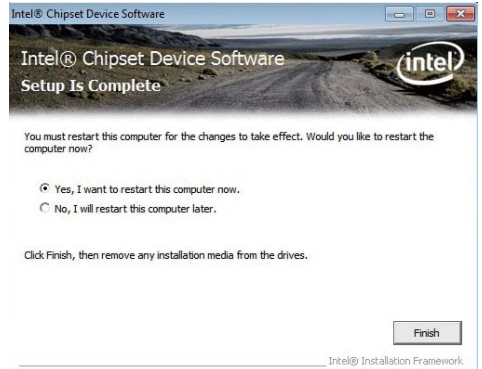 Intel® Chipset Device Software
Intel® Chipset Device Software
Setup Is Complete
intel
You must restart this computer for the changes to take effect. Would you like to restart the
computer now?
Yes, I want to restart this computer now.
No, I will restart this computer later.
Click Finish, then remove any installation media from the drives.
Finish
Intel® Installation Framework